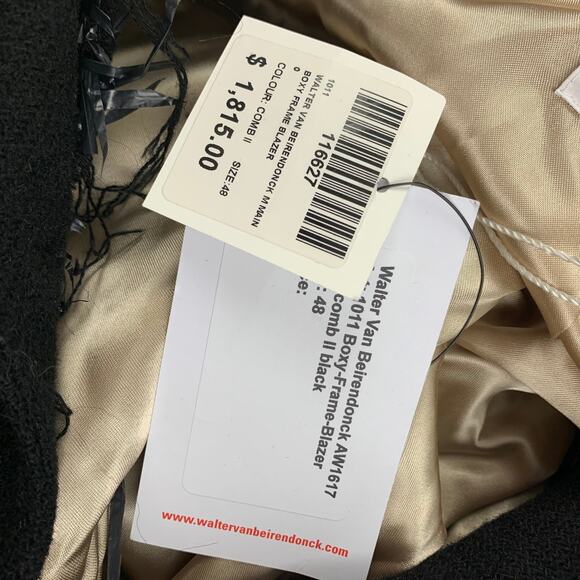 1011
WALTER VAN BEIRENDONCK M MAIN
BOXY FRAME BLAZER
0
116627
COLOUR: COMB II SIZE:48
$ 1,815.00
Walter Van Beirendonck AW1617
1011 Boxy-Frame-Blazer
comb II black
: 48
www.waltervanbeirendonck.com